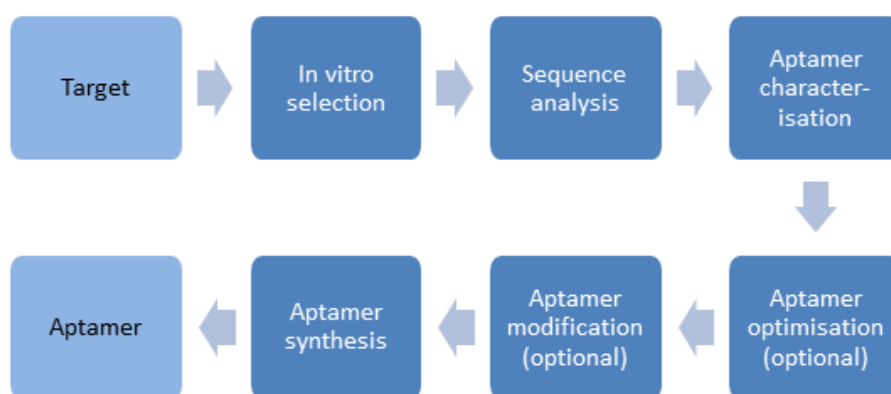 Target
In vitro
selection
Sequence
analysis
Aptamer
character-
isation
Aptamer
optimisation
(optional)
Aptamer
modification
(optional)
Aptamer
synthesis
Aptamer